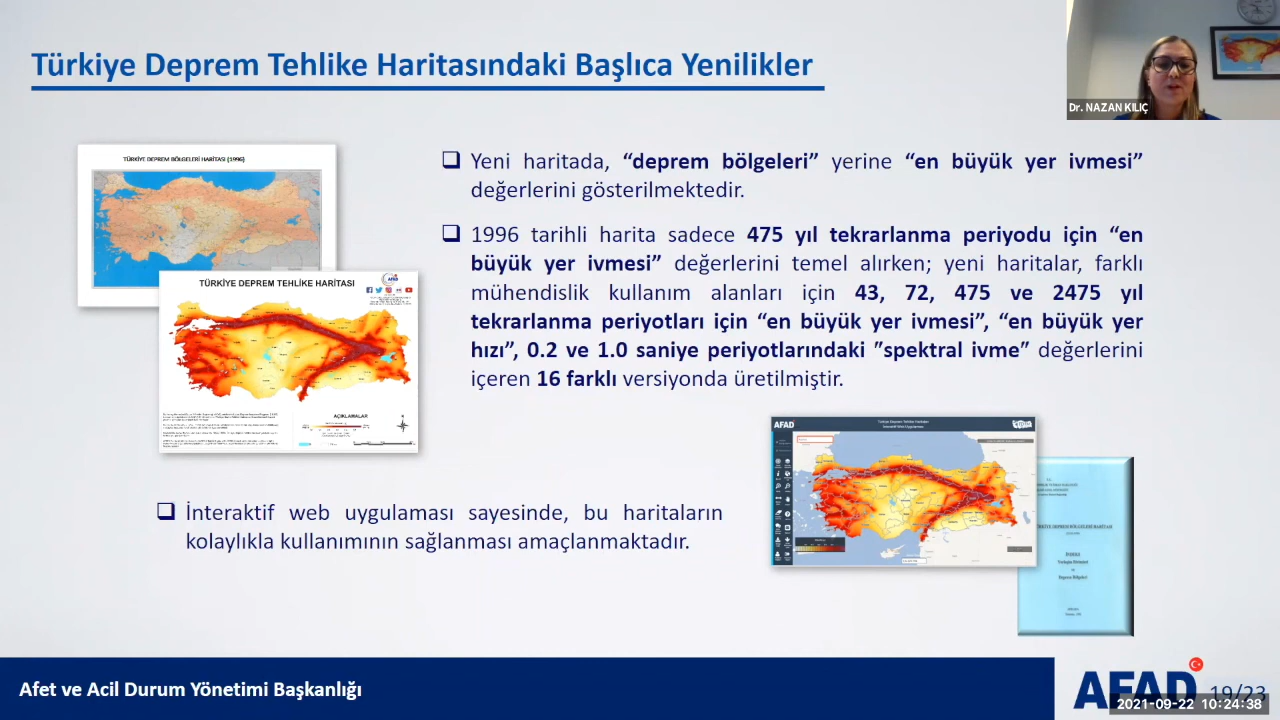 Türkiye Deprem Tehlike Haritasındaki Başlıca Yenilikler
Dr. NAZAN KILIÇ
TÜRKİYE DEPREM BÖLGELERİ HARİTASI (1996)
❑ Yeni haritada, “deprem bölgeleri” yerine “en büyük yer ivmesi”
değerlerini gösterilmektedir.
❑ 1996 tarihli harita sadece 475 yıl tekrarlanma periyodu için “en
büyük yer ivmesi” değerlerini temel alırken; yeni haritalar, farklı
mühendislik kullanım alanları için 43, 72, 475 ve 2475 yıl
tekrarlanma periyotları için “en büyük yer ivmesi”, “en büyük yer
hızı”, 0.2 ve 1.0 saniye periyotlarındaki ”spektral ivme” değerlerini
içeren 16 farklı versiyonda üretilmiştir.
AFAD
TÜRKİYE DEPREM TEHLİKE HARİTASI
AÇIKLAMALAR
AFAD
❑ İnteraktif web uygulaması sayesinde, bu haritaların
kolaylıkla kullanımının sağlanması amaçlanmaktadır.
Afet ve Acil Durum Yönetimi Başkanlığı
AFAD
19/23
2021-09-22 10:24:38